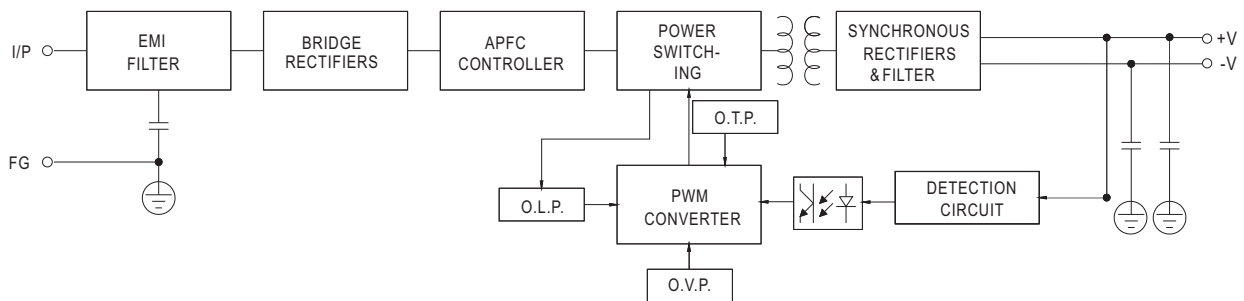 I/P
EMI
FILTER
BRIDGE
RECTIFIERS
APFC
CONTROLLER
POWER
SWITCH-
ING
SYNCHRONOUS
RECTIFIERS
& FILTER
+V
-V
FG
O.T.P.
O.L.P.
PWM
CONVERTER
DETECTION
CIRCUIT
O.V.P.